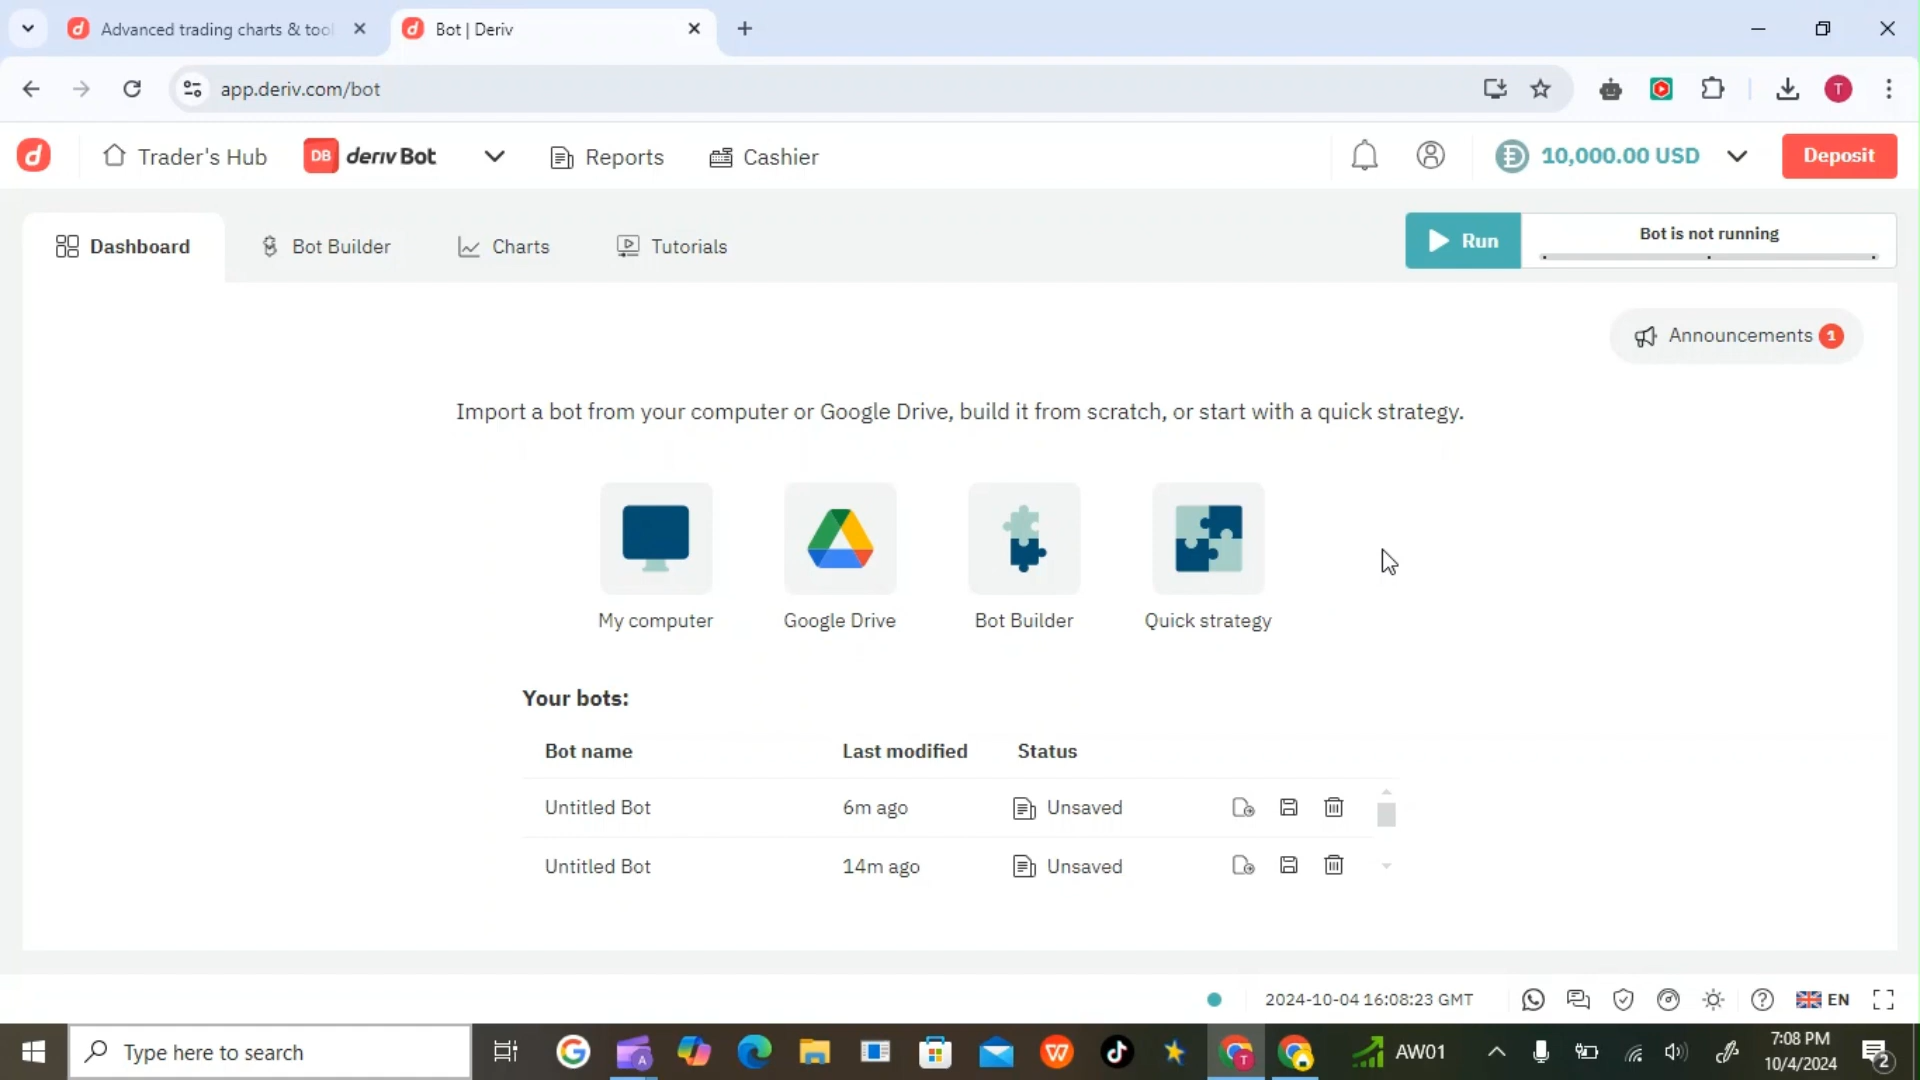 Advanced trading charts & tool
Bot | Deriv
app.deriv.com/bot
T
d
Trader's Hub
DB deriv Bot
Reports
Cashier
10,000.00 USD
Deposit
Dashboard
Bot Builder
Charts
Tutorials
Run
Bot is not running
Announcements 1
Import a bot from your computer or Google Drive, build it from scratch, or start with a quick strategy.
My computer
Google Drive
Bot Builder
Quick strategy
Your bots:
Bot name Last modified Status
Untitled Bot 6m ago Unsaved
Untitled Bot 14m ago Unsaved
2024-10-04 16:08:23 GMT
EN
Type here to search
AW01
7:08 PM
10/4/2024
2